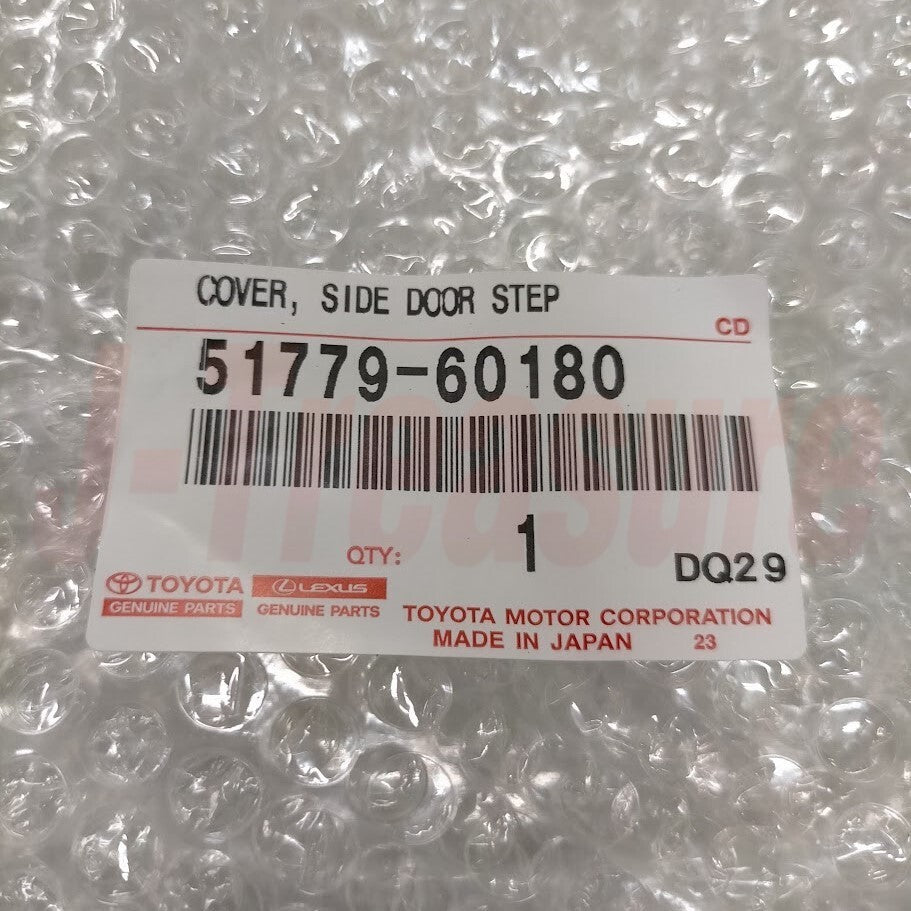 COVER, SIDE DOOR STEP
CD
51779-60180
QTY: 1 DQ29
TOYOTA LEXUS
GENUINE PARTS GENUINE PARTS
TOYOTA MOTOR CORPORATION
MADE IN JAPAN 23
Treasure